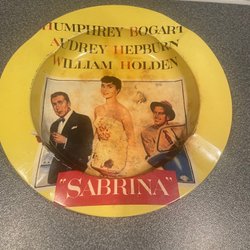 HUMPHREY BOGART
AUDREY HEPBURN
WILLIAM HOLDEN
"SABRINA"